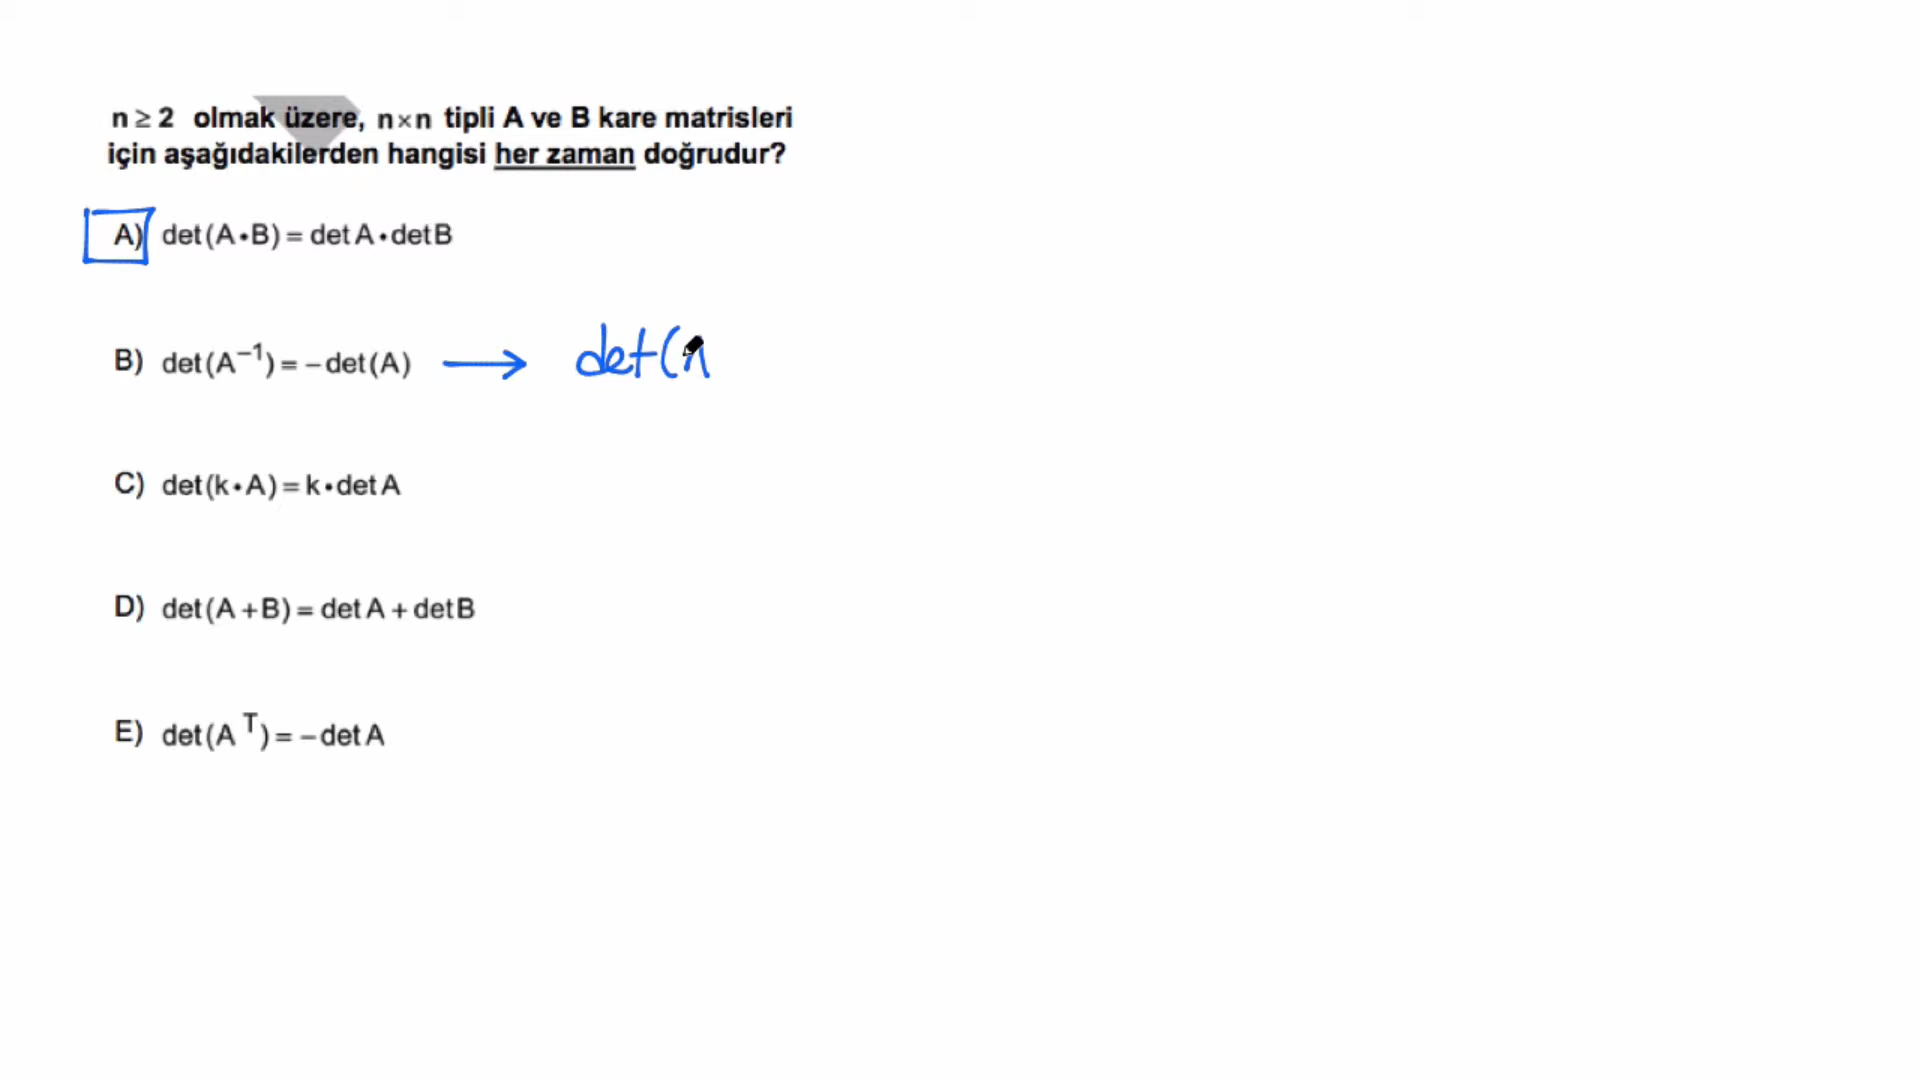 n ≥ 2 olmak üzere, n×n tipli A ve B kare matrisleri
için aşağıdakilerden hangisi her zaman doğrudur?
A) det(A•B) = det A•det B
B) det(A⁻¹) = −det(A) → det(
C) det(k•A) = k•det A
D) det(A+B) = det A + det B
E) det(Aᵀ) = −det A